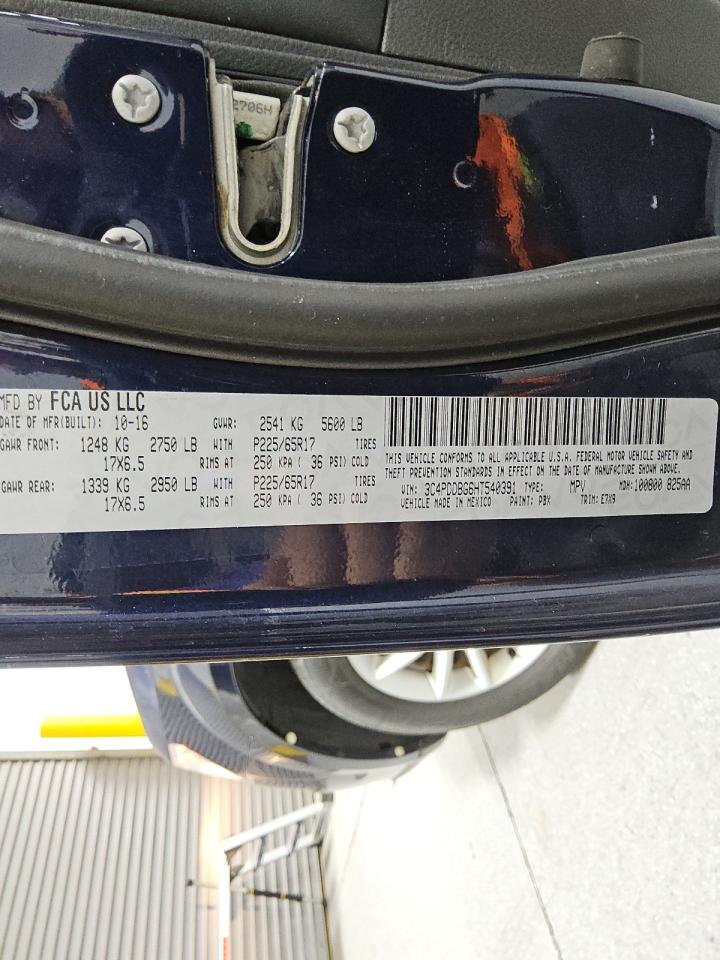 2706H
MFD BY FCA US LLC
DATE OF MFR(BUILT): 10-16 GVWR: 2541 KG 5600 LB
GAWR FRONT: 1248 KG 2750 LB WITH P225/65R17 TIRES
17X6.5 RIMS AT 250 KPA ( 36 PSI) COLD
GAWR REAR: 1339 KG 2950 LB WITH P225/65R17 TIRES
17X6.5 RIMS AT 250 KPA ( 36 PSI) COLD
THIS VEHICLE CONFORMS TO ALL APPLICABLE U.S.A. FEDERAL MOTOR VEHICLE SAFETY AND
THEFT PREVENTION STANDARDS IN EFFECT ON THE DATE OF MANUFACTURE SHOWN ABOVE.
VIN: 3C4PDDBG6HT540391 TYPE: MPV MDH: 100800 825AA
VEHICLE MADE IN MEXICO PAINT: PBX TRIM: E7X9